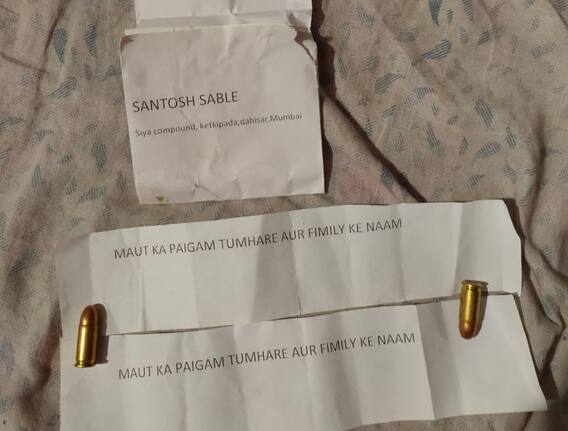 SANTOSH SABLE
Siya compound, ketkipada,dahisar,Mumbai
MAUT KA PAIGAM TUMHARE AUR FIMILY KE NAAM
MAUT KA PAIGAM TUMHARE AUR FIMILY KE NAAM